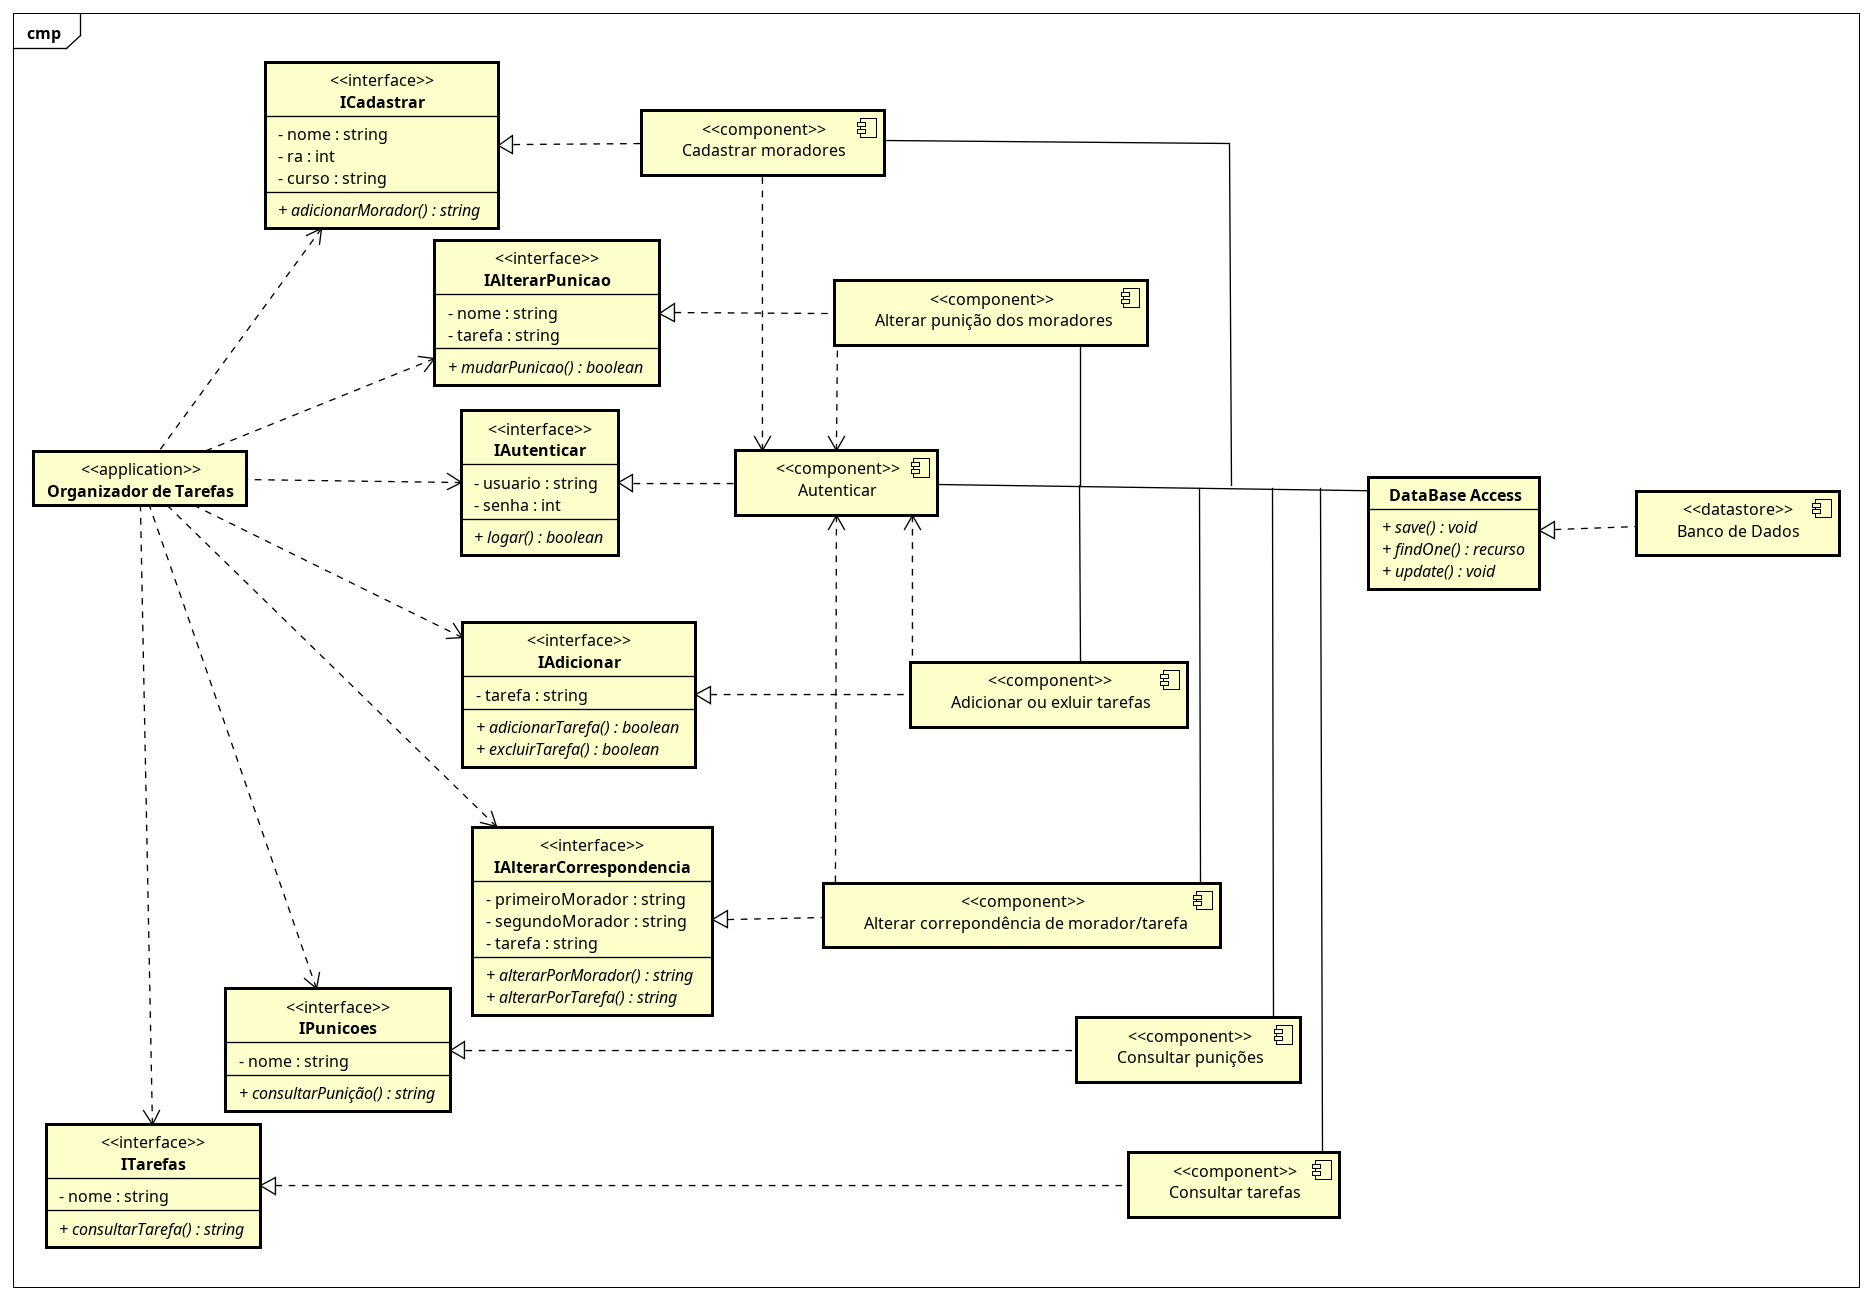 cmp
<<interface>>
ICadastrar
- nome : string
- ra : int
- curso : string
+ adicionarMorador() : string
<<component>>
Cadastrar moradores
<<interface>>
IAlterarPunicao
- nome : string
- tarefa : string
+ mudarPunicao() : boolean
<<component>>
Alterar punição dos moradores
<<application>>
Organizador de Tarefas
<<interface>>
IAutenticar
- usuario : string
- senha : int
+ logar() : boolean
<<component>>
Autenticar
DataBase Access
+ save() : void
+ findOne() : recurso
+ update() : void
<<datastore>>
Banco de Dados
<<interface>>
IAdicionar
- tarefa : string
+ adicionarTarefa() : boolean
+ excluirTarefa() : boolean
<<component>>
Adicionar ou exluir tarefas
<<interface>>
IAlterarCorrespondencia
- primeiroMorador : string
- segundoMorador : string
- tarefa : string
+ alterarPorMorador() : string
+ alterarPorTarefa() : string
<<component>>
Alterar correpondência de morador/tarefa
<<interface>>
IPunicoes
- nome : string
+ consultarPunição() : string
<<component>>
Consultar punições
<<interface>>
ITarefas
- nome : string
+ consultarTarefa() : string
<<component>>
Consultar tarefas